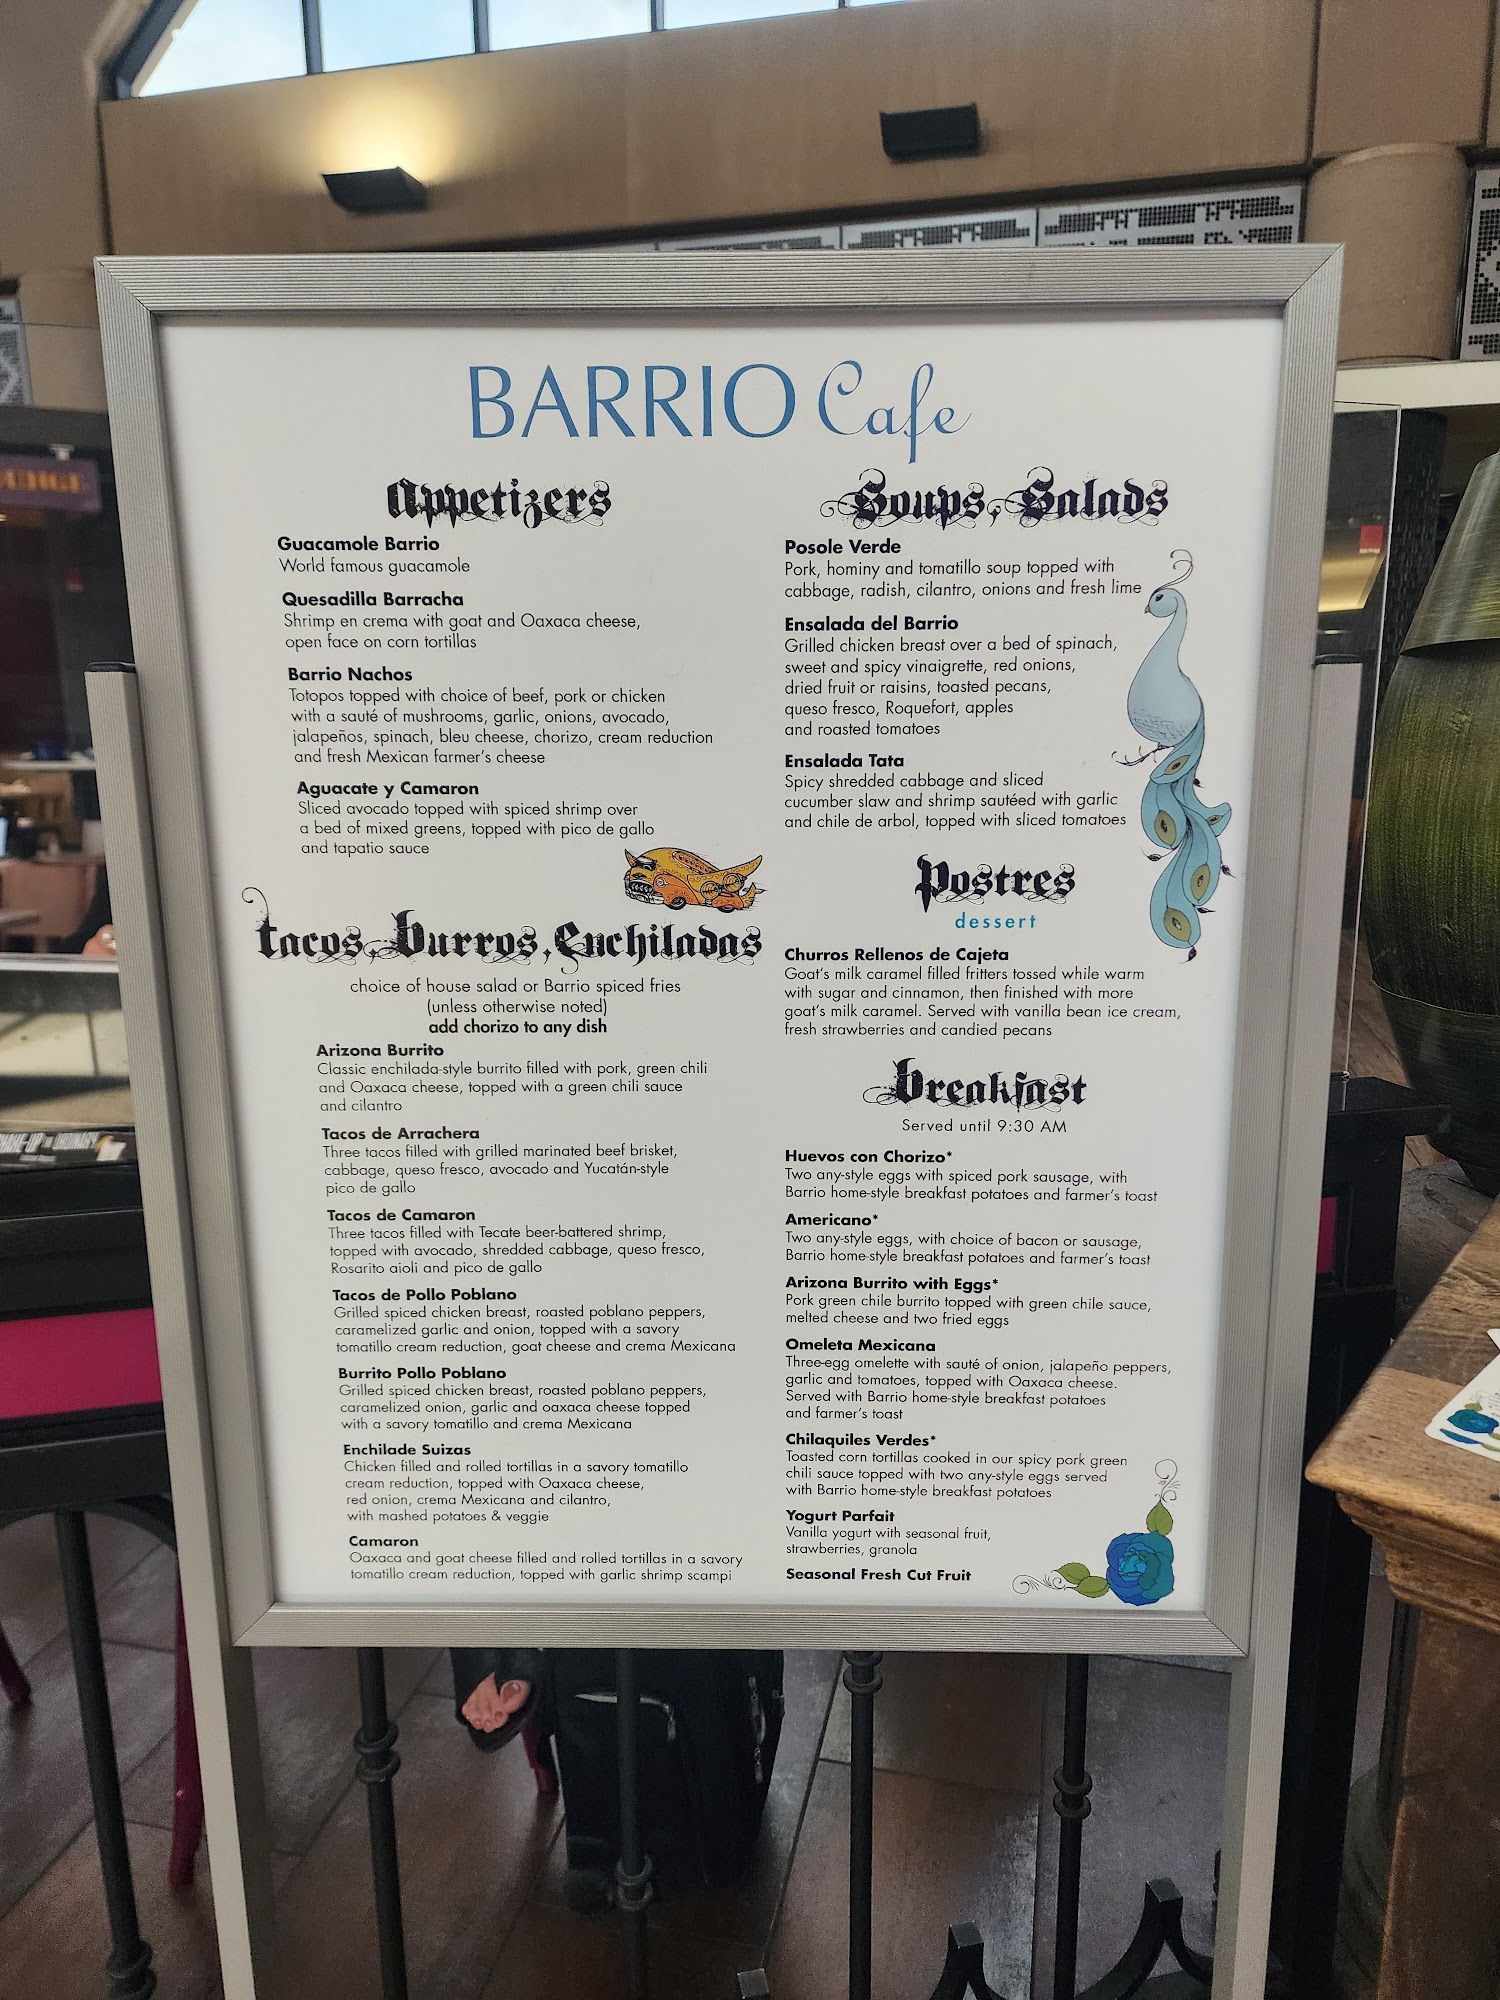 BARRIO Cafe
Appetizers
Guacamole Barrio
World famous guacamole
Quesadilla Barracha
Shrimp en crema with goat and Oaxaca cheese,
open face on corn tortillas
Barrio Nachos
Totopos topped with choice of beef, pork or chicken
with a sauté of mushrooms, garlic, onions, avocado,
jalapeños, spinach, bleu cheese, chorizo, cream reduction
and fresh Mexican farmer's cheese
Aguacate y Camaron
Sliced avocado topped with spiced shrimp over
a bed of mixed greens, topped with pico de gallo
and tapatio sauce
tacos, burros, enchiladas
choice of house salad or Barrio spiced fries
(unless otherwise noted)
add chorizo to any dish
Arizona Burrito
Classic enchilada-style burrito filled with pork, green chili
and Oaxaca cheese, topped with a green chili sauce
and cilantro
Tacos de Arrachera
Three tacos filled with grilled marinated beef brisket,
cabbage, queso fresco, avocado and Yucatán-style
pico de gallo
Tacos de Camaron
Three tacos filled with Tecate beer-battered shrimp,
topped with avocado, shredded cabbage, queso fresco,
Rosarito aioli and pico de gallo
Tacos de Pollo Poblano
Grilled spiced chicken breast, roasted poblano peppers,
caramelized garlic and onion, topped with a savory
tomatillo cream reduction, goat cheese and crema Mexicana
Burrito Pollo Poblano
Grilled spiced chicken breast, roasted poblano peppers,
caramelized onion, garlic and oaxaca cheese topped
with a savory tomatillo and crema Mexicana
Enchilade Suizas
Chicken filled and rolled tortillas in a savory tomatillo
cream reduction, topped with Oaxaca cheese,
red onion, crema Mexicana and cilantro,
with mashed potatoes & veggie
Camaron
Oaxaca and goat cheese filled and rolled tortillas in a savory
tomatillo cream reduction, topped with garlic shrimp scampi
Soups, Salads
Posole Verde
Pork, hominy and tomatillo soup topped with
cabbage, radish, cilantro, onions and fresh lime
Ensalada del Barrio
Grilled chicken breast over a bed of spinach,
sweet and spicy vinaigrette, red onions,
dried fruit or raisins, toasted pecans,
queso fresco, Roquefort, apples
and roasted tomatoes
Ensalada Tata
Spicy shredded cabbage and sliced
cucumber slaw and shrimp sautéed with garlic
and chile de arbol, topped with sliced tomatoes
Postres
dessert
Churros Rellenos de Cajeta
Goat's milk caramel filled fritters tossed while warm
with sugar and cinnamon, then finished with more
goat's milk caramel. Served with vanilla bean ice cream,
fresh strawberries and candied pecans
breakfast
Served until 9:30 AM
Huevos con Chorizo*
Two any-style eggs with spiced pork sausage, with
Barrio home-style breakfast potatoes and farmer's toast
Americano*
Two any-style eggs, with choice of bacon or sausage,
Barrio home-style breakfast potatoes and farmer's toast
Arizona Burrito with Eggs*
Pork green chile burrito topped with green chile sauce,
melted cheese and two fried eggs
Omeleta Mexicana
Three-egg omelette with sauté of onion, jalapeño peppers,
garlic and tomatoes, topped with Oaxaca cheese.
Served with Barrio home-style breakfast potatoes
and farmer's toast
Chilaquiles Verdes*
Toasted corn tortillas cooked in our spicy pork green
chili sauce topped with two any-style eggs served
with Barrio home-style breakfast potatoes
Yogurt Parfait
Vanilla yogurt with seasonal fruit,
strawberries, granola
Seasonal Fresh Cut Fruit